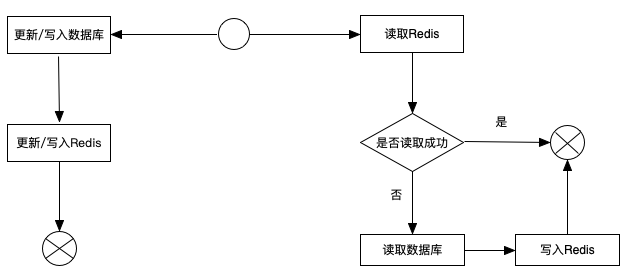 更新/写入数据库
读取Redis
更新/写入Redis
是否读取成功
是
否
读取数据库
写入Redis